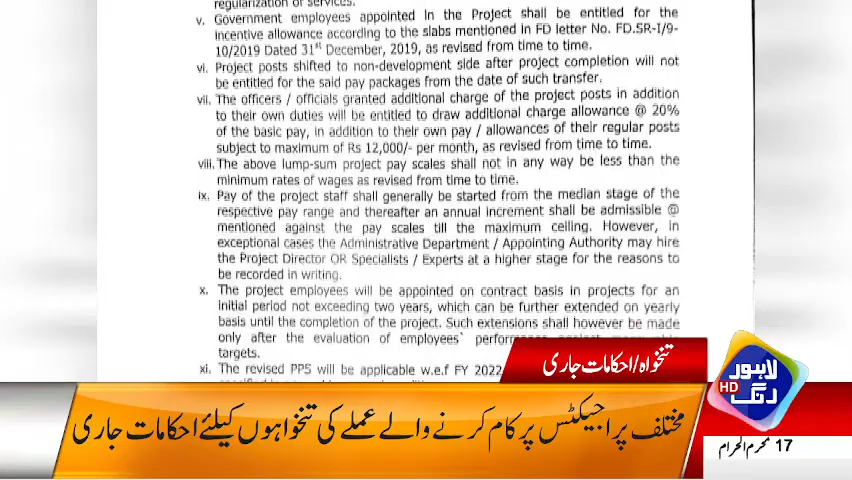 regularization of services.
v. Government employees appointed in the Project shall be entitled for the
incentive allowance according to the slabs mentioned in FD letter No. FD.SR-I/9-
10/2019 Dated 31st December, 2019, as revised from time to time.
vi. Project posts shifted to non-development side after project completion will not
be entitled for the said pay packages from the date of such transfer.
vii. The officers / officials granted additional charge of the project posts in addition
to their own duties will be entitled to draw additional charge allowance @ 20%
of the basic pay, in addition to their own pay / allowances of their regular posts
subject to maximum of Rs 12,000/- per month, as revised from time to time.
viii. The above lump-sum project pay scales shall not in any way be less than the
minimum rates of wages as revised from time to time.
ix. Pay of the project staff shall generally be started from the median stage of the
respective pay range and thereafter an annual increment shall be admissible @
mentioned against the pay scales till the maximum ceiling. However, in
exceptional cases the Administrative Department / Appointing Authority may hire
the Project Director OR Specialists / Experts at a higher stage for the reasons to
be recorded in writing.
x. The project employees will be appointed on contract basis in projects for an
initial period not exceeding two years, which can be further extended on yearly
basis until the completion of the project. Such extensions shall however be made
only after the evaluation of employees` performance against
targets.
xi. The revised PPS will be applicable w.e.f FY 2022
تنخواہ/احکامات جاری
مختلف پراجیکٹس پر کام کرنے والے عملے کی تنخواہوں کیلئے احکامات جاری
لاہور
رنگ
HD
17 محرم الحرام